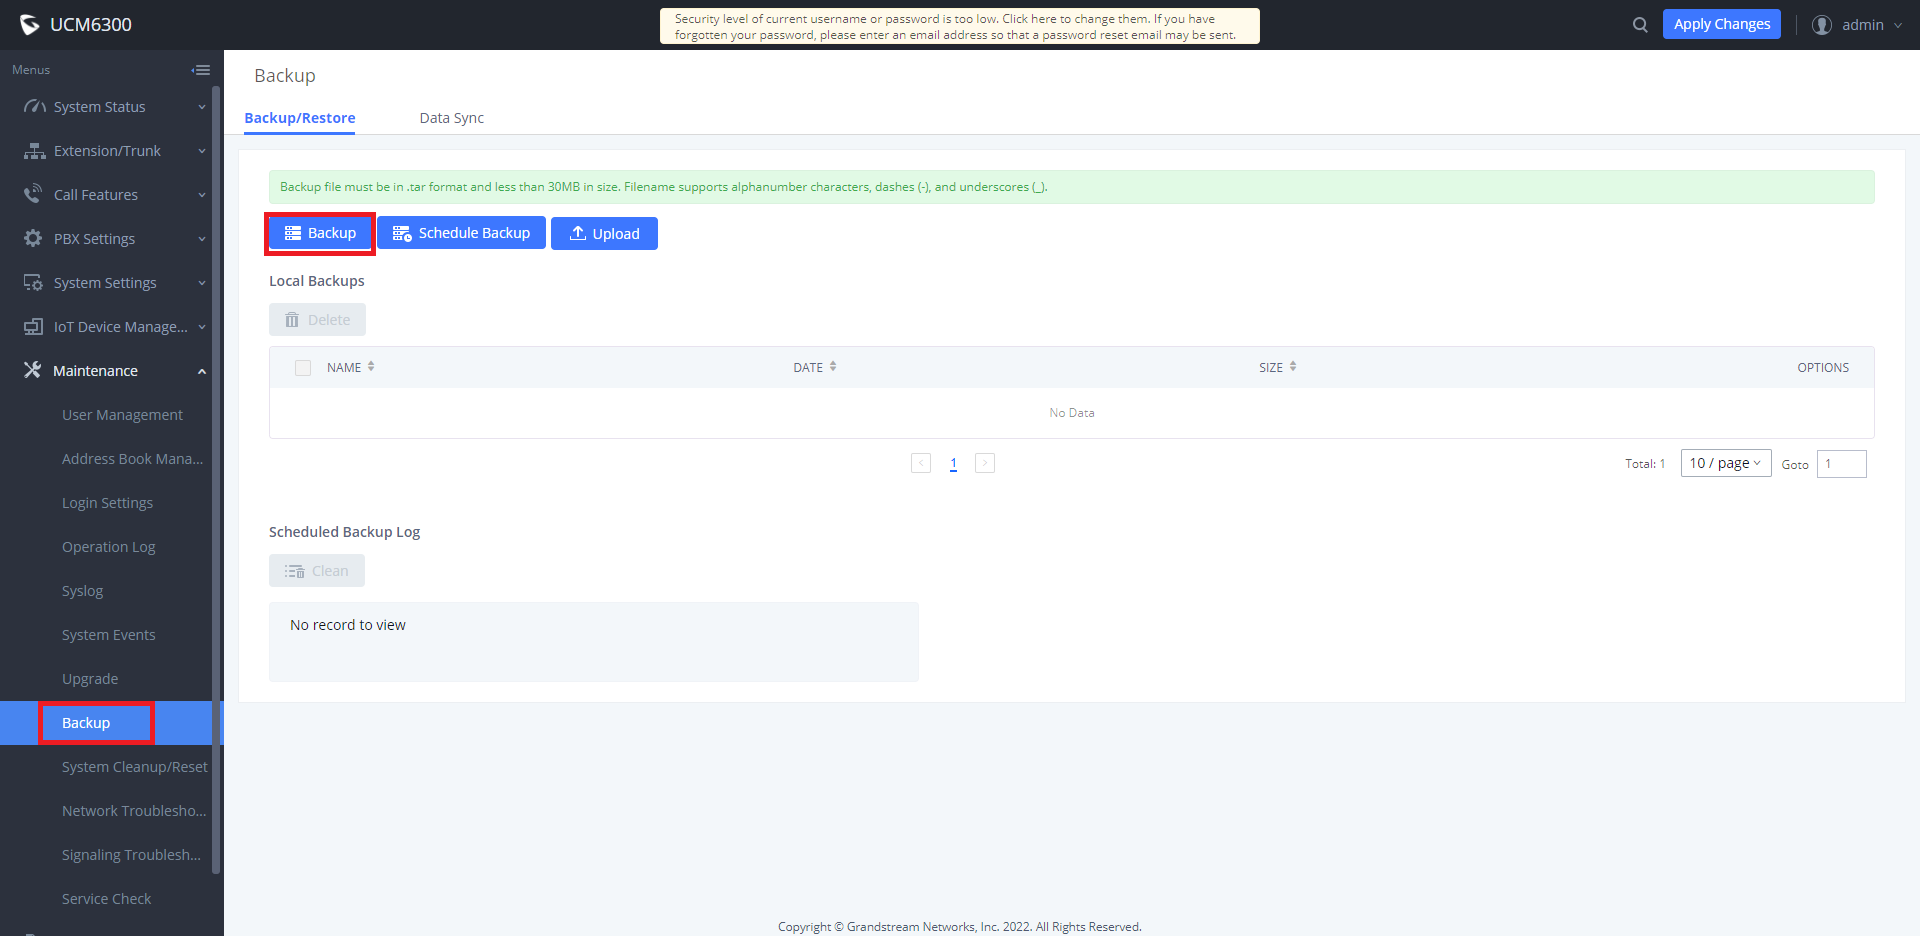 UCM6300
Security level of current username or password is too low. Click here to change them. If you have
forgotten your password, please enter an email address so that a password reset email may be sent.
Apply Changes
admin
Menus
System Status
Extension/Trunk
Call Features
PBX Settings
System Settings
IoT Device Manage...
Maintenance
User Management
Address Book Mana...
Login Settings
Operation Log
Syslog
System Events
Upgrade
Backup
System Cleanup/Reset
Network Troublesho...
Signaling Troublesh...
Service Check
Backup
Backup/Restore Data Sync
Backup file must be in .tar format and less than 30MB in size. Filename supports alphanumber characters, dashes (-), and underscores (_).
Backup Schedule Backup Upload
Local Backups
Delete
NAME DATE SIZE OPTIONS
No Data
< 1 > Total: 1 10 / page Goto 1
Scheduled Backup Log
Clean
No record to view
Copyright © Grandstream Networks, Inc. 2022. All Rights Reserved.